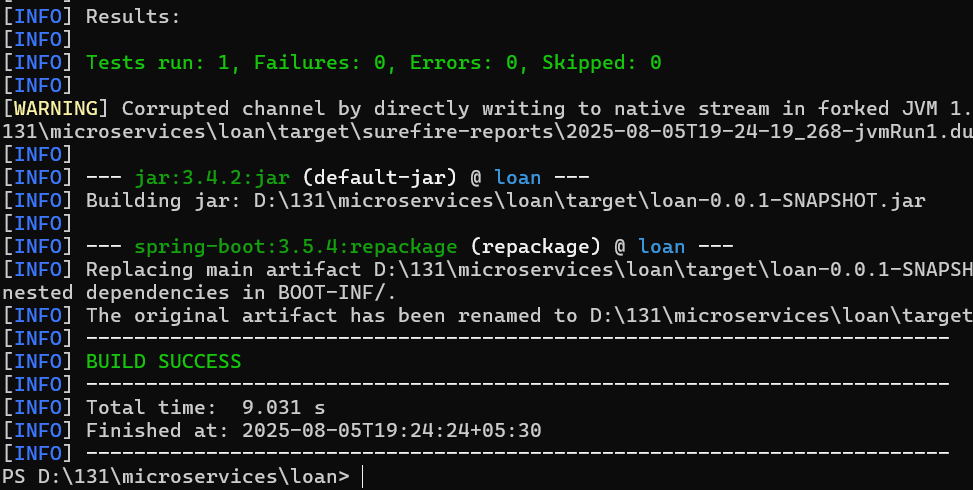 [INFO] Results:
[INFO]
[INFO] Tests run: 1, Failures: 0, Errors: 0, Skipped: 0
[INFO]
[WARNING] Corrupted channel by directly writing to native stream in forked JVM 1.
131\microservices\loan\target\surefire-reports\2025-08-05T19-24-19_268-jvmRun1.du
[INFO]
[INFO] --- jar:3.4.2:jar (default-jar) @ loan ---
[INFO] Building jar: D:\131\microservices\loan\target\loan-0.0.1-SNAPSHOT.jar
[INFO]
[INFO] --- spring-boot:3.5.4:repackage (repackage) @ loan ---
[INFO] Replacing main artifact D:\131\microservices\loan\target\loan-0.0.1-SNAPSH
nested dependencies in BOOT-INF/.
[INFO] The original artifact has been renamed to D:\131\microservices\loan\target
[INFO] ------------------------------------------------------------------------
[INFO] BUILD SUCCESS
[INFO] ------------------------------------------------------------------------
[INFO] Total time:  9.031 s
[INFO] Finished at: 2025-08-05T19:24:24+05:30
[INFO] ------------------------------------------------------------------------
PS D:\131\microservices\loan>